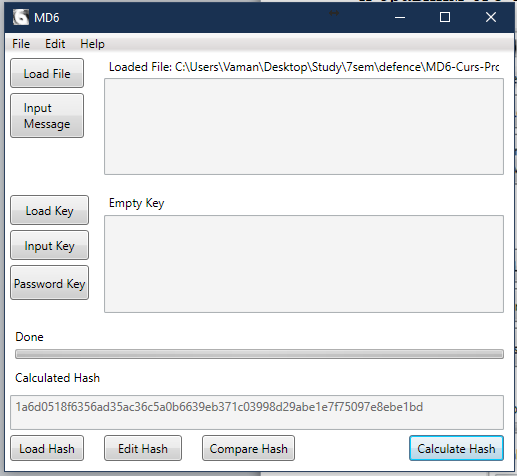 MD6
File Edit Help
Load File
Loaded File: C:\Users\Vaman\Desktop\Study\7sem\defence\MD6-Curs-Prc
Input
Message
Load Key
Empty Key
Input Key
Password Key
Done
Calculated Hash
1a6d0518f6356ad35ac36c5a0b6639eb371c03998d29abe1e7f75097e8ebe1bd
Load Hash Edit Hash Compare Hash Calculate Hash